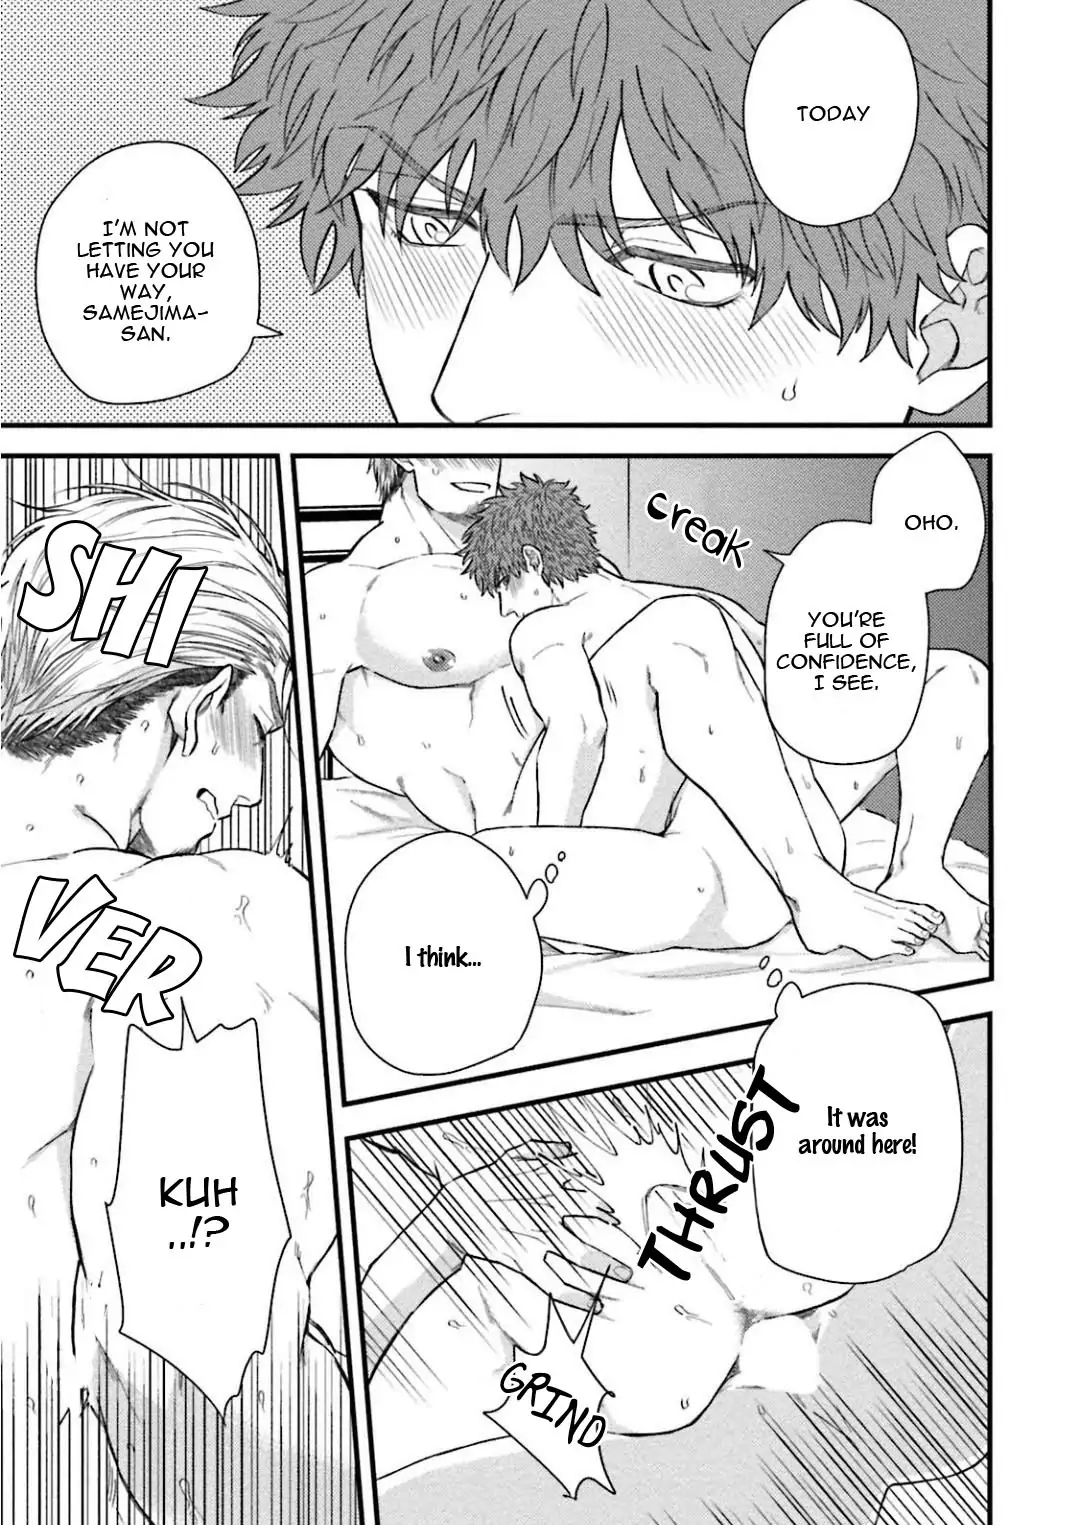 TODAY
I'M NOT
LETTING YOU
HAVE YOUR
WAY,
SAMEJIMA-
SAN.
OHO.
YOU'RE
FULL OF
CONFIDENCE,
I SEE.
creak
I think...
It was
around here!
THRUST
GRIND
SHI
VER
KUH
...!?